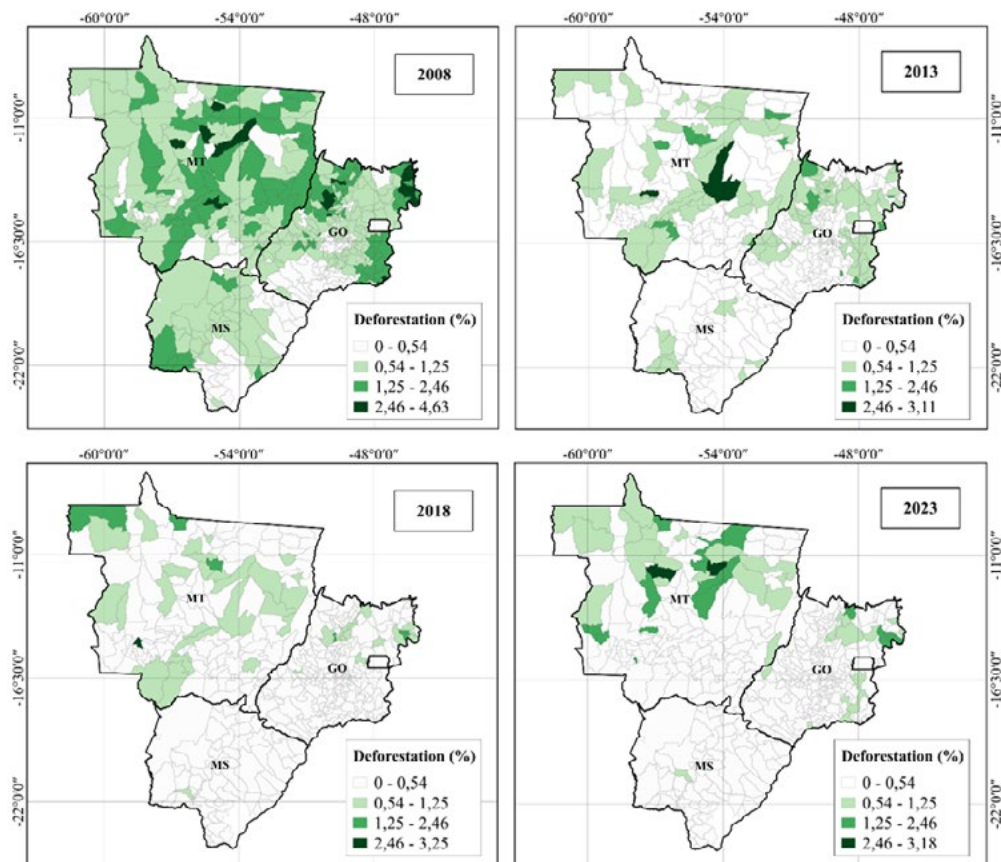 -60°0'0" -54°0'0" -48°0'0"
2008
-11°0'0"
MT
GO
-16°30'0"
MS
-22°0'0"
Deforestation (%)
0 - 0,54
0,54 - 1,25
1,25 - 2,46
2,46 - 4,63
-60°0'0" -54°0'0" -48°0'0"
2013
-11°0'0"
MT
GO
-16°30'0"
MS
-22°0'0"
Deforestation (%)
0 - 0,54
0,54 - 1,25
1,25 - 2,46
2,46 - 3,11
-60°0'0" -54°0'0" -48°0'0"
2018
-11°0'0"
MT
GO
-16°30'0"
MS
-22°0'0"
Deforestation (%)
0 - 0,54
0,54 - 1,25
1,25 - 2,46
2,46 - 3,25
-60°0'0" -54°0'0" -48°0'0"
2023
-11°0'0"
MT
GO
-16°30'0"
MS
-22°0'0"
Deforestation (%)
0 - 0,54
0,54 - 1,25
1,25 - 2,46
2,46 - 3,18